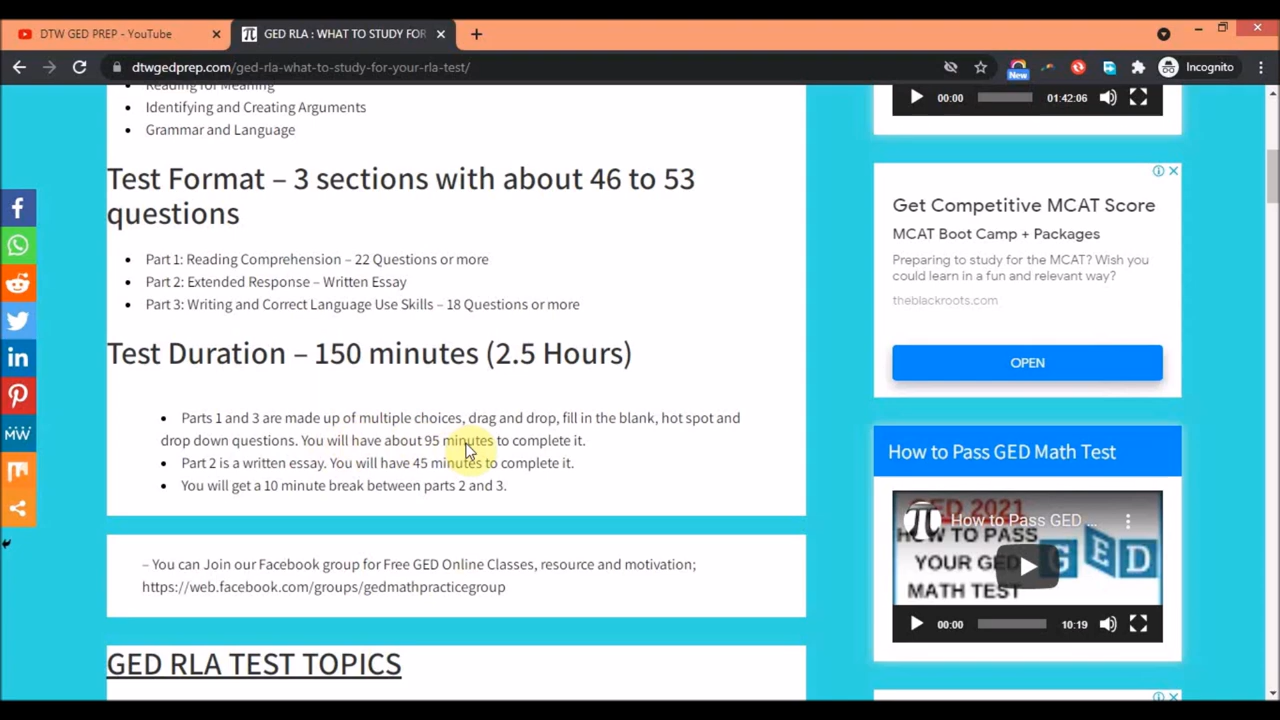 DTW GED PREP - YouTube
GED RLA : WHAT TO STUDY FOR
dtwgedprep.com/ged-rla-what-to-study-for-your-rla-test/
New
Incognito
Reading for Meaning
Identifying and Creating Arguments
Grammar and Language
Test Format – 3 sections with about 46 to 53
questions
Part 1: Reading Comprehension – 22 Questions or more
Part 2: Extended Response – Written Essay
Part 3: Writing and Correct Language Use Skills – 18 Questions or more
Test Duration – 150 minutes (2.5 Hours)
Parts 1 and 3 are made up of multiple choices, drag and drop, fill in the blank, hot spot and
drop down questions. You will have about 95 minutes to complete it.
Part 2 is a written essay. You will have 45 minutes to complete it.
You will get a 10 minute break between parts 2 and 3.
– You can Join our Facebook group for Free GED Online Classes, resource and motivation;
https://web.facebook.com/groups/gedmathpracticegroup
GED RLA TEST TOPICS
00:00
01:42:06
Get Competitive MCAT Score
MCAT Boot Camp + Packages
Preparing to study for the MCAT? Wish you
could learn in a fun and relevant way?
theblackroots.com
OPEN
How to Pass GED Math Test
GED 2021
How to Pass GED ...
HOW TO PASS
YOUR GED
MATH TEST
GED
00:00
10:19
MW